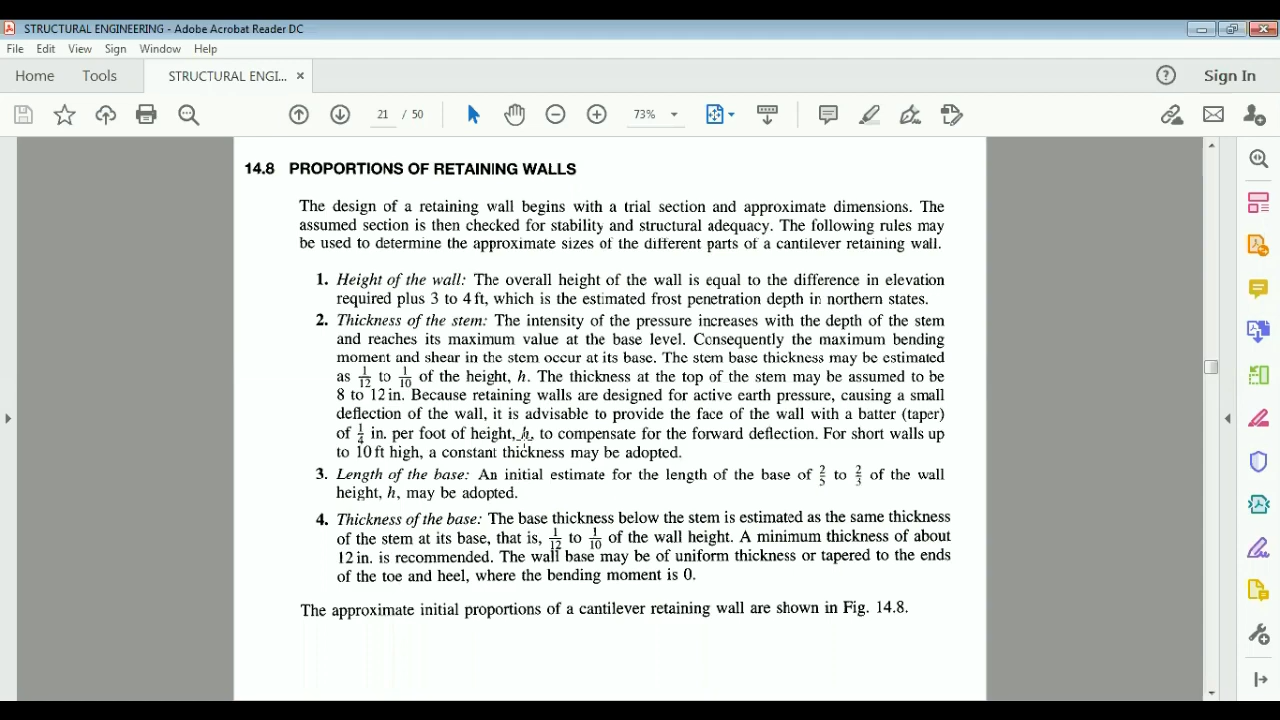 STRUCTURAL ENGINEERING - Adobe Acrobat Reader DC
File Edit View Sign Window Help
Home Tools STRUCTURAL ENGI... × Sign In
21 / 50 73%
14.8 PROPORTIONS OF RETAINING WALLS
The design of a retaining wall begins with a trial section and approximate dimensions. The
assumed section is then checked for stability and structural adequacy. The following rules may
be used to determine the approximate sizes of the different parts of a cantilever retaining wall.
1. Height of the wall: The overall height of the wall is equal to the difference in elevation
required plus 3 to 4 ft, which is the estimated frost penetration depth in northern states.
2. Thickness of the stem: The intensity of the pressure increases with the depth of the stem
and reaches its maximum value at the base level. Consequently the maximum bending
moment and shear in the stem occur at its base. The stem base thickness may be estimated
as 1/12 to 1/10 of the height, h. The thickness at the top of the stem may be assumed to be
8 to 12 in. Because retaining walls are designed for active earth pressure, causing a small
deflection of the wall, it is advisable to provide the face of the wall with a batter (taper)
of 1/4 in. per foot of height, h, to compensate for the forward deflection. For short walls up
to 10 ft high, a constant thickness may be adopted.
3. Length of the base: An initial estimate for the length of the base of 2/5 to 2/3 of the wall
height, h, may be adopted.
4. Thickness of the base: The base thickness below the stem is estimated as the same thickness
of the stem at its base, that is, 1/12 to 1/10 of the wall height. A minimum thickness of about
12 in. is recommended. The wall base may be of uniform thickness or tapered to the ends
of the toe and heel, where the bending moment is 0.
The approximate initial proportions of a cantilever retaining wall are shown in Fig. 14.8.